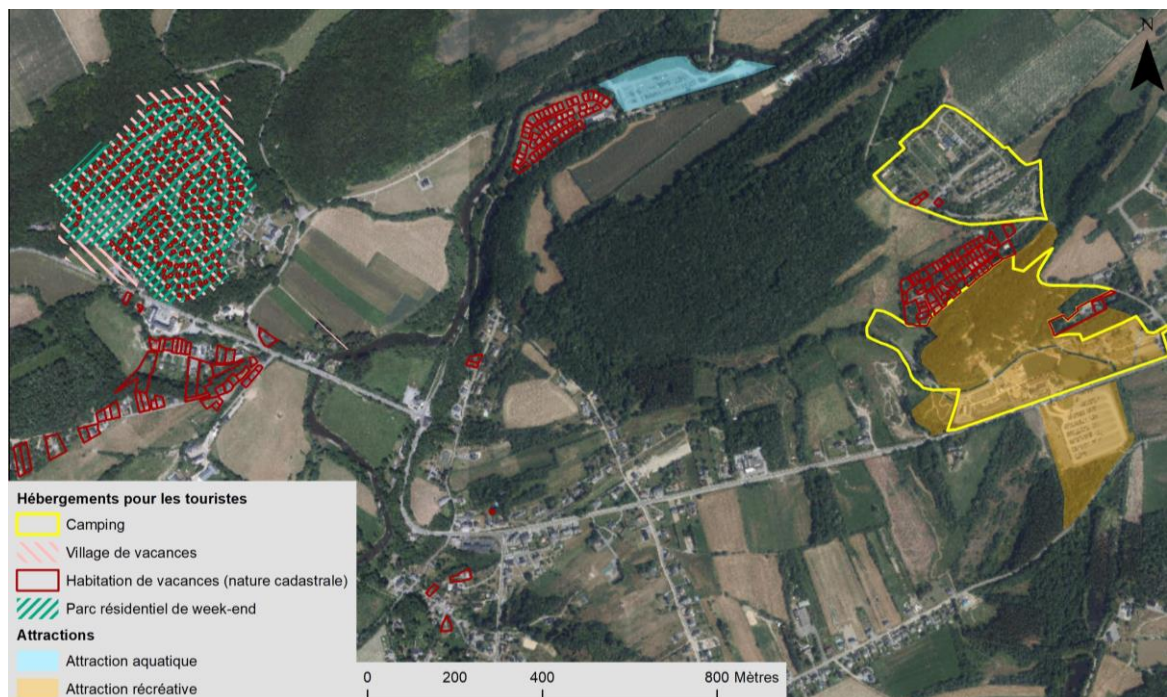 N
Hébergements pour les touristes
Camping
Village de vacances
Habitation de vacances (nature cadastrale)
Parc résidentiel de week-end
Attractions
Attraction aquatique
Attraction récréative
0 200 400 800 Mètres